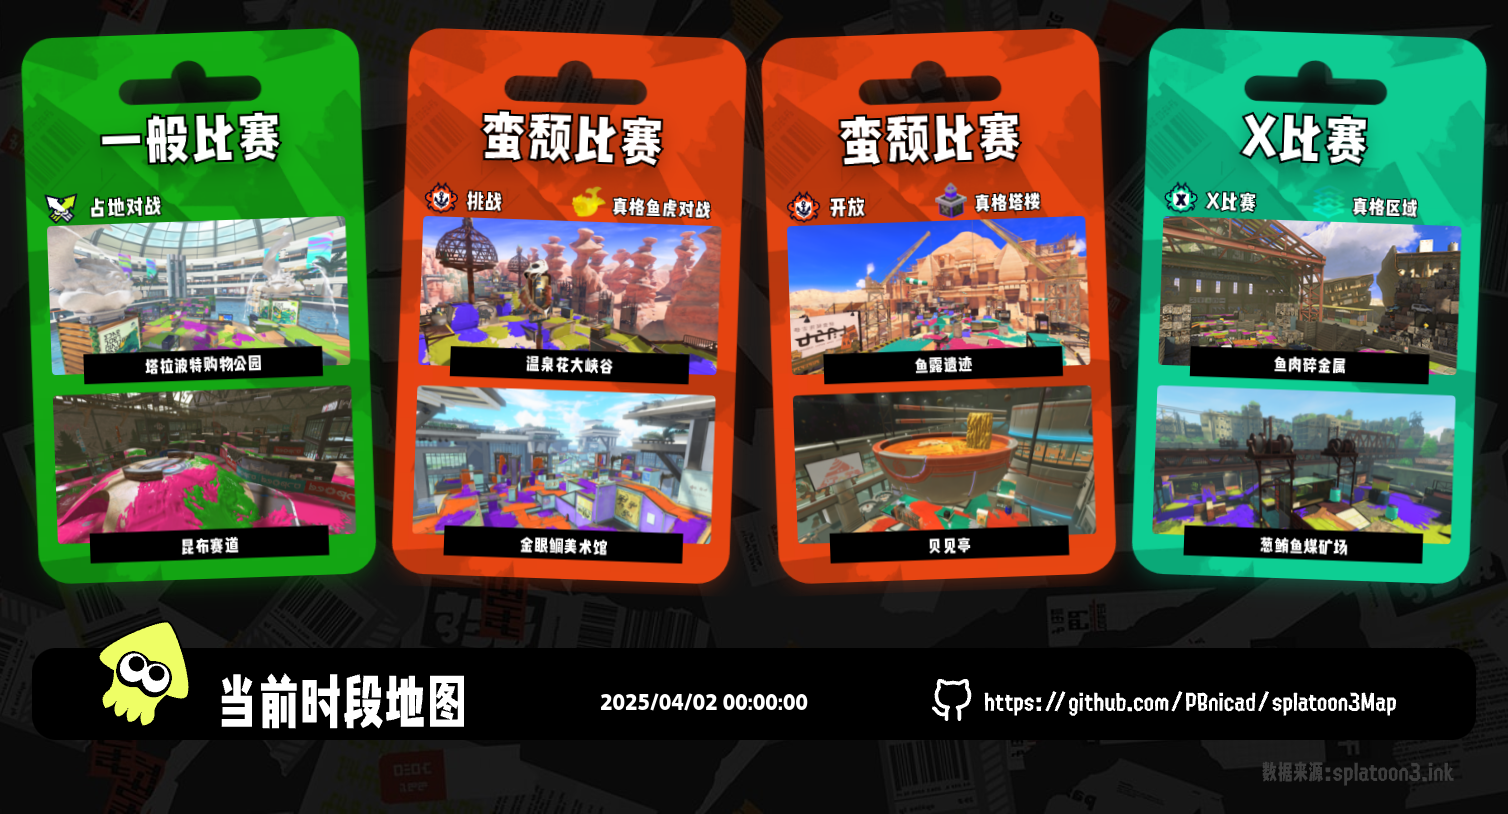 一般比赛
占地对战
塔拉波特购物公园
昆布赛道
蛮颓比赛
挑战
真格鱼虎对战
温泉花大峡谷
金眼鲷美术馆
蛮颓比赛
开放
真格塔楼
鱼露遗迹
贝贝亭
X比赛
X比赛
真格区域
鱼肉碎金属
葱鲔鱼煤矿场
当前时段地图
2025/04/02 00:00:00
https://github.com/PBnicad/splatoon3Map
数据来源:splatoon3.ink